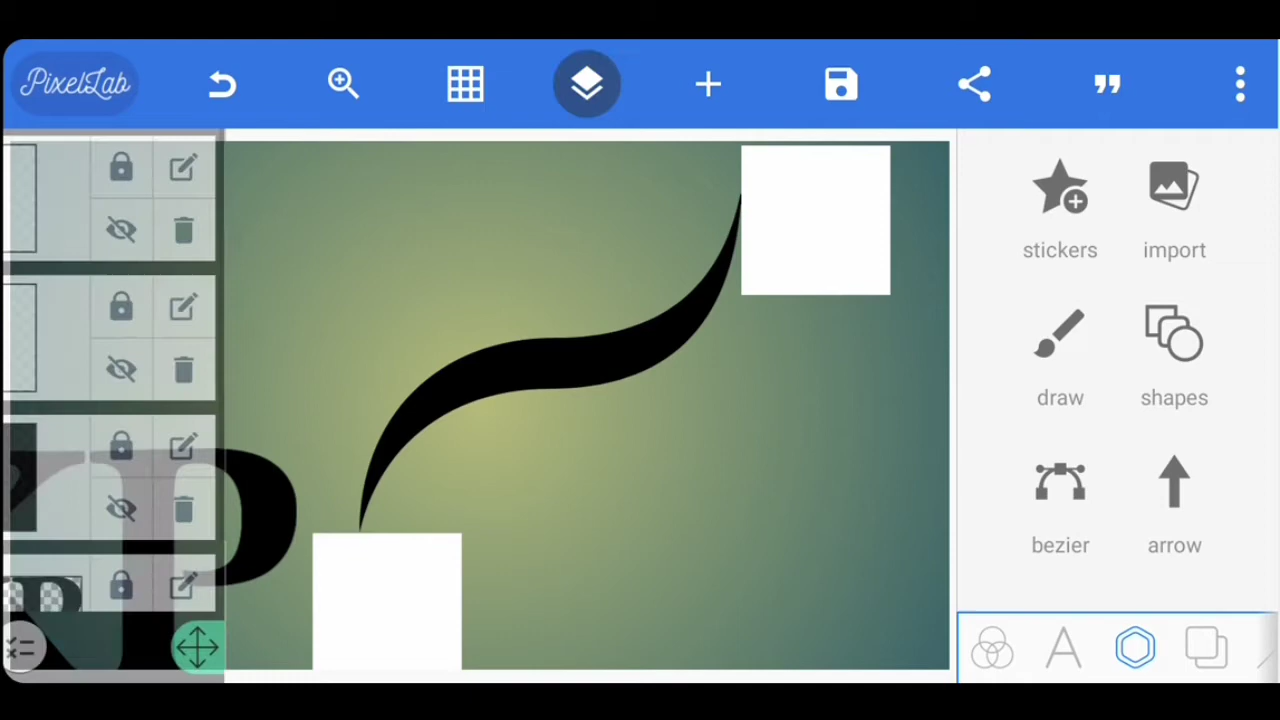 PixelLab
stickers
import
draw
shapes
bezier
arrow
P